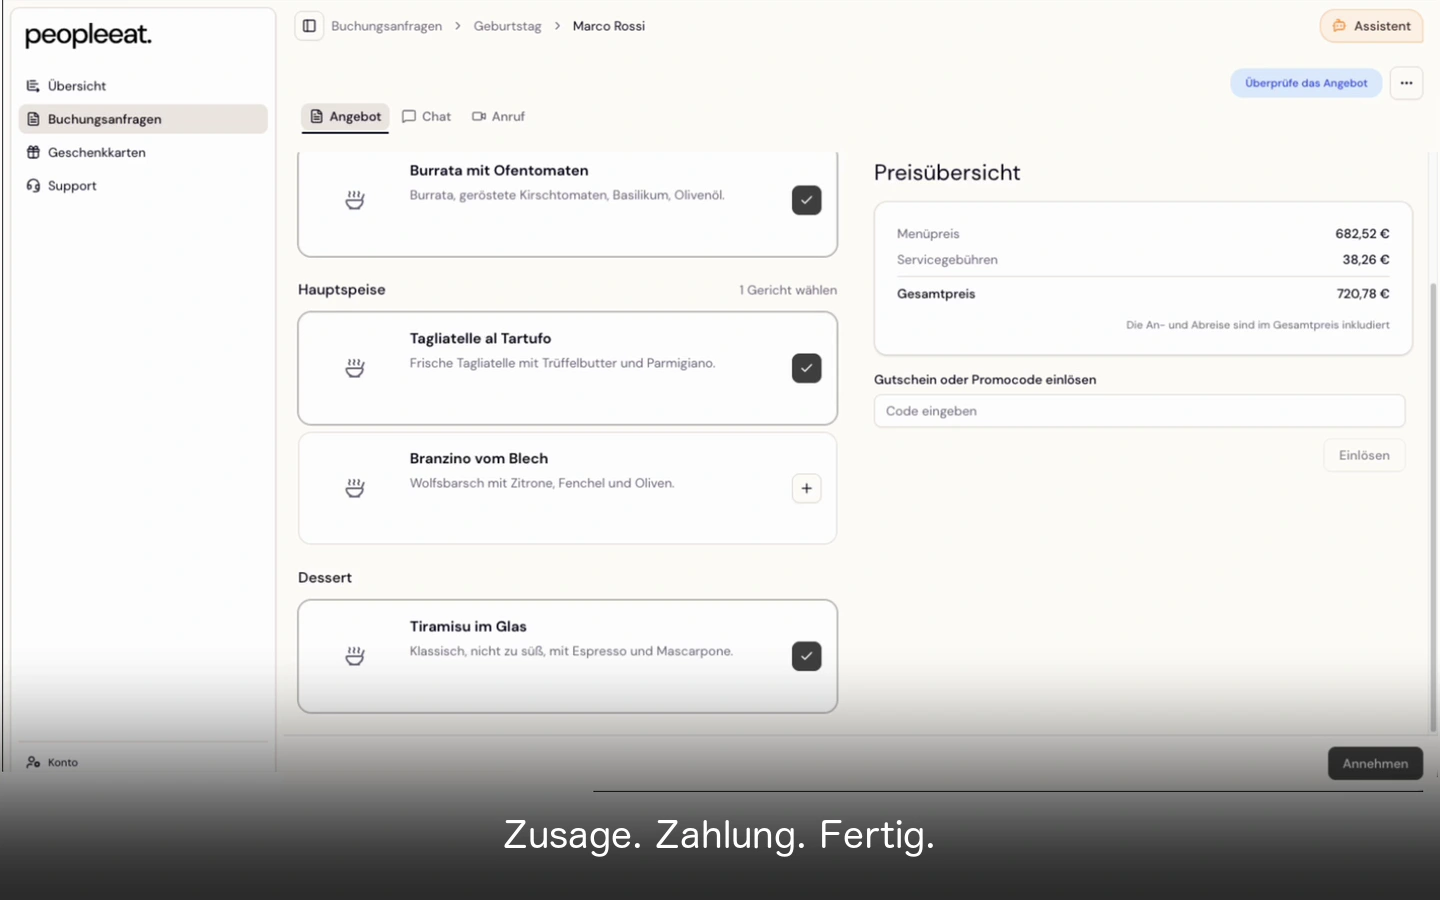 peopleeat.
Übersicht
Buchungsanfragen
Geschenkkarten
Support
Konto
Buchungsanfragen > Geburtstag > Marco Rossi
Assistent
Überprüfe das Angebot
Angebot
Chat
Anruf
Burrata mit Ofentomaten
Burrata, geröstete Kirschtomaten, Basilikum, Olivenöl.
Hauptspeise
1 Gericht wählen
Tagliatelle al Tartufo
Frische Tagliatelle mit Trüffelbutter und Parmigiano.
Branzino vom Blech
Wolfsbarsch mit Zitrone, Fenchel und Oliven.
Dessert
Tiramisu im Glas
Klassisch, nicht zu süß, mit Espresso und Mascarpone.
Preisübersicht
Menüpreis 682,52 €
Servicegebühren 38,26 €
Gesamtpreis 720,78 €
Die An- und Abreise sind im Gesamtpreis inkludiert
Gutschein oder Promocode einlösen
Code eingeben
Einlösen
Annehmen
Zusage. Zahlung. Fertig.